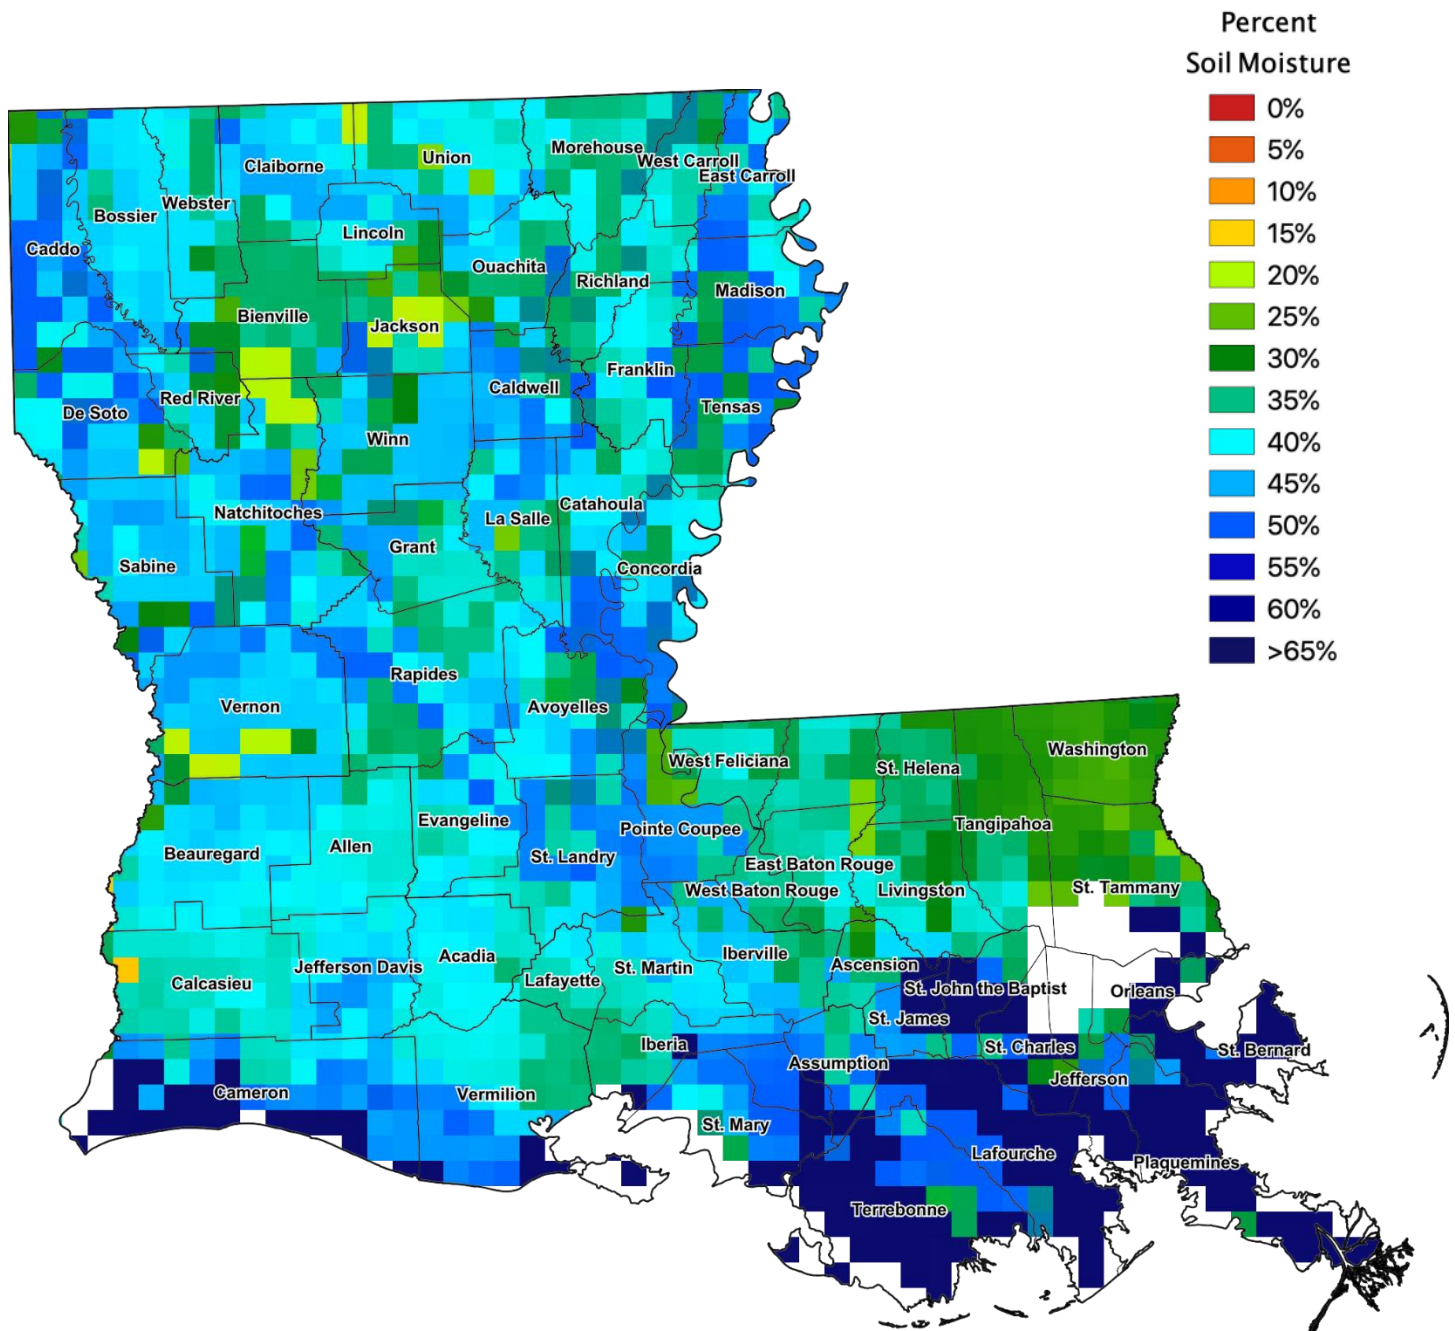 Percent
Soil Moisture
0%
5%
10%
15%
20%
25%
30%
35%
40%
45%
50%
55%
60%
>65%
Morehouse
West Carroll
East Carroll
Union
Claiborne
Webster
Bossier
Lincoln
Caddo
Ouachita
Richland
Madison
Bienville
Jackson
Franklin
Caldwell
Red River
De Soto
Tensas
Winn
Natchitoches
La Salle
Catahoula
Grant
Sabine
Concordia
Rapides
Vernon
Avoyelles
Washington
West Feliciana
St. Helena
Evangeline
Pointe Coupee
Tangipahoa
Beauregard
Allen
St. Landry
East Baton Rouge
West Baton Rouge
Livingston
St. Tammany
Acadia
Iberville
Jefferson Davis
St. Martin
Ascension
Calcasieu
Lafayette
St. John the Baptist
Orleans
St. James
Iberia
St. Charles
St. Bernard
Assumption
Jefferson
Cameron
Vermilion
St. Mary
Lafourche
Plaquemines
Terrebonne